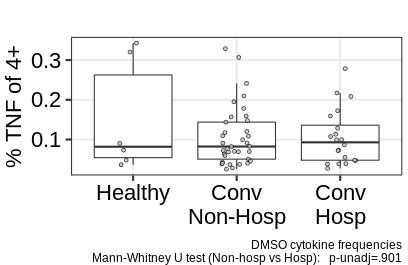 % TNF of 4+
0.3
0.2
0.1
Healthy
Conv
Non-Hosp
Conv
Hosp
DMSO cytokine frequencies
Mann-Whitney U test (Non-hosp vs Hosp):  p-unadj=.901